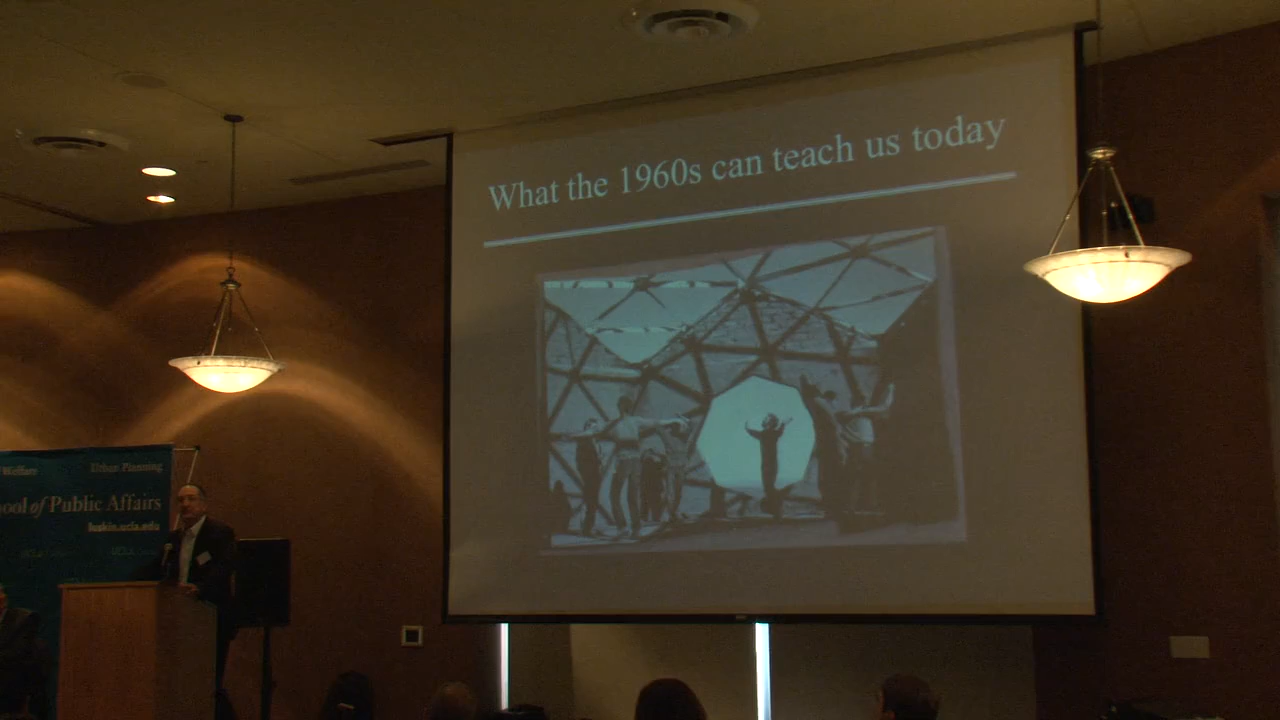 What the 1960s can teach us today
Welfare
Urban Planning
ool of Public Affairs
luskin.ucla.edu